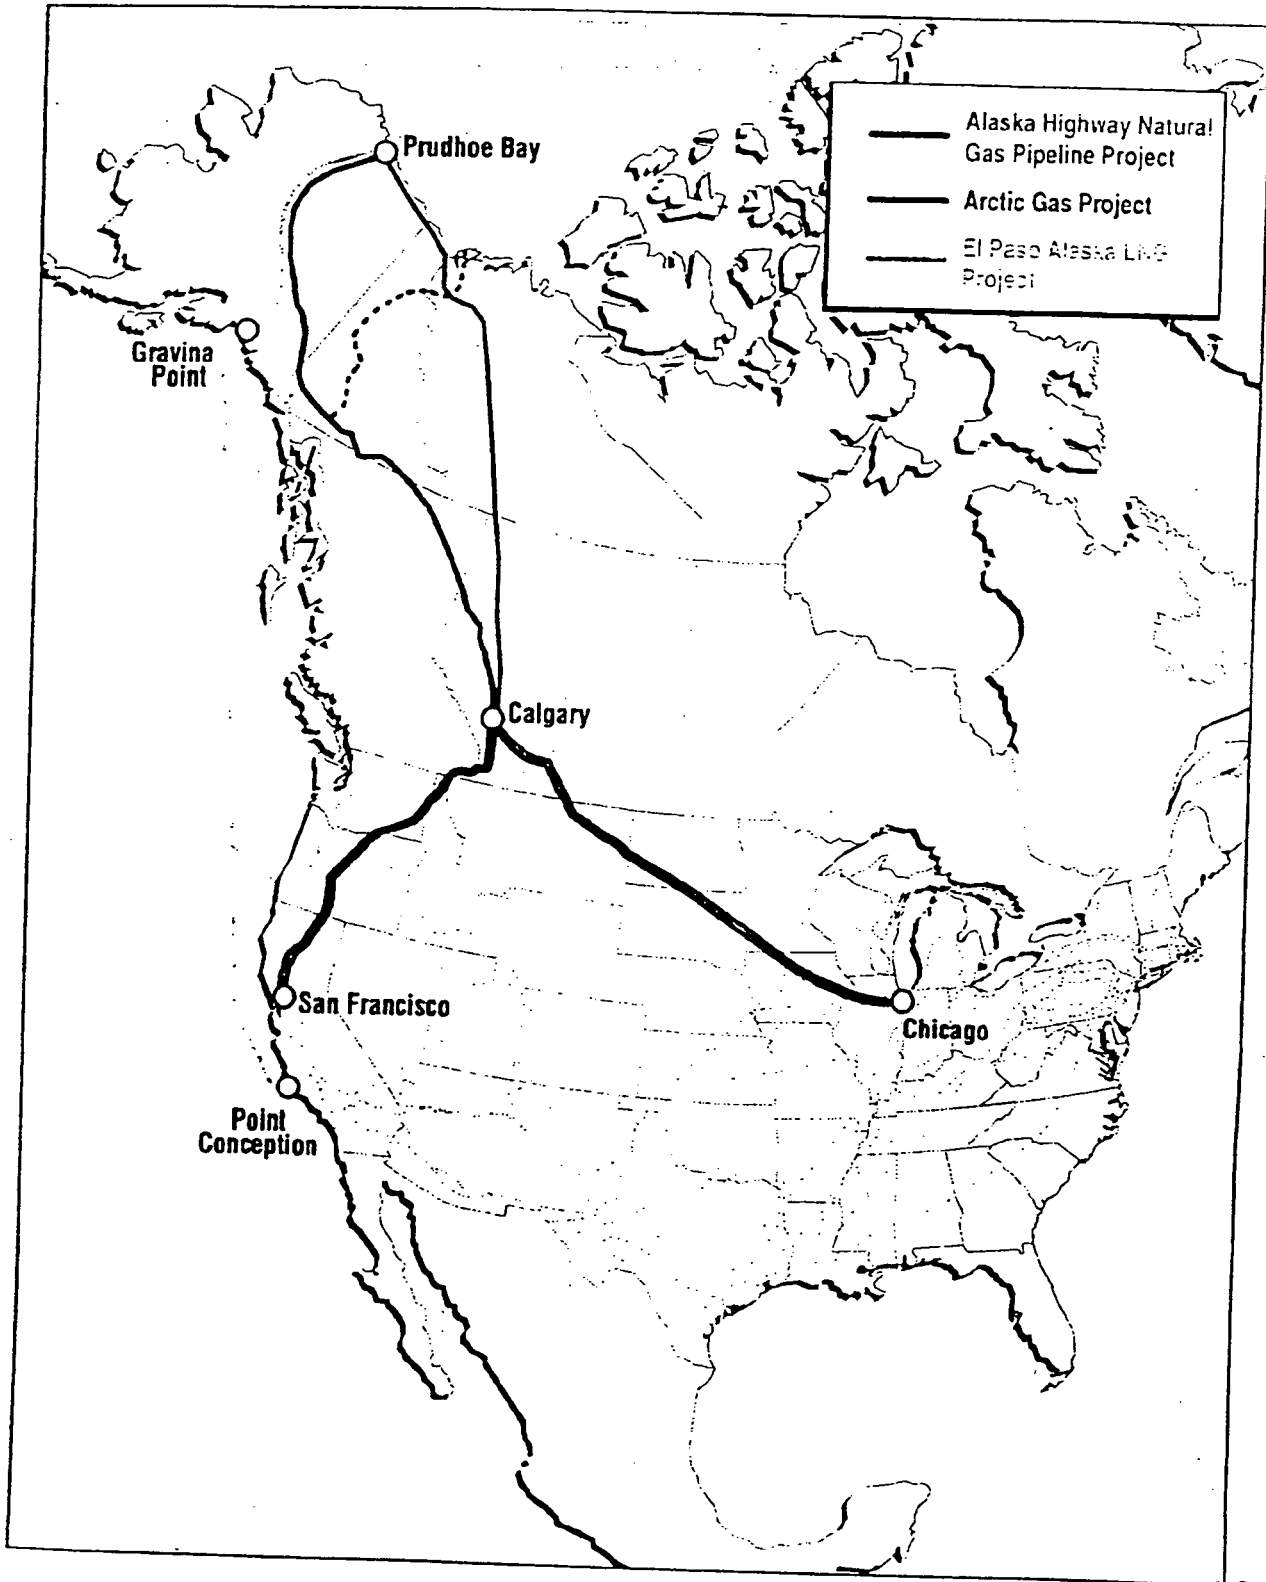 Alaska Highway Natural
Gas Pipeline Project
Arctic Gas Project
El Paso Alaska LNG
Project
Prudhoe Bay
Gravina
Point
Calgary
San Francisco
Chicago
Point
Conception